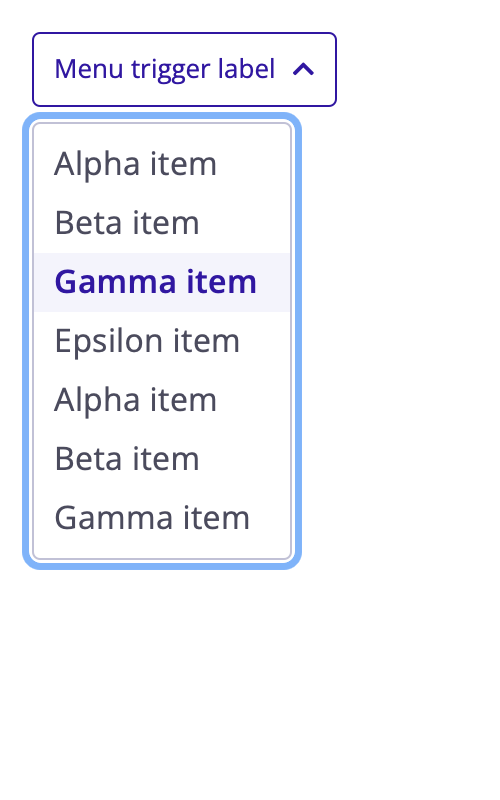 Menu trigger label
Alpha item
Beta item
Gamma item
Epsilon item
Alpha item
Beta item
Gamma item